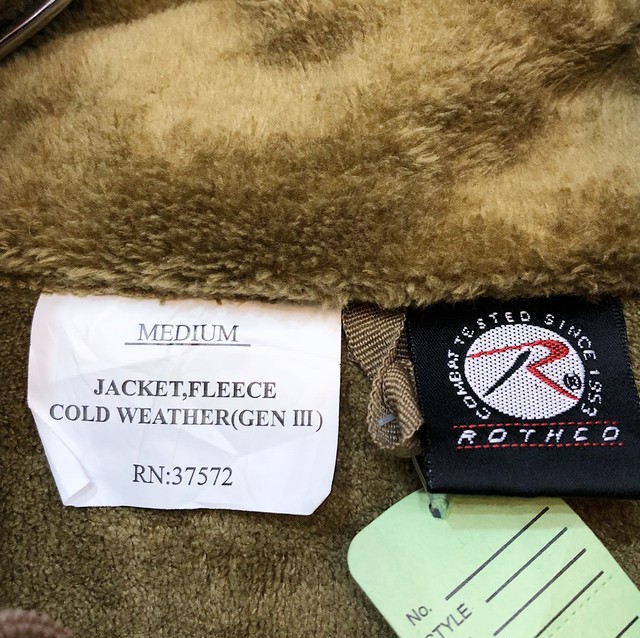 MEDIUM
JACKET,FLEECE
COLD WEATHER(GEN III)
RN:37572
COMBAT TESTED SINCE 1953
R®
ROTHCO
No.
STYLE